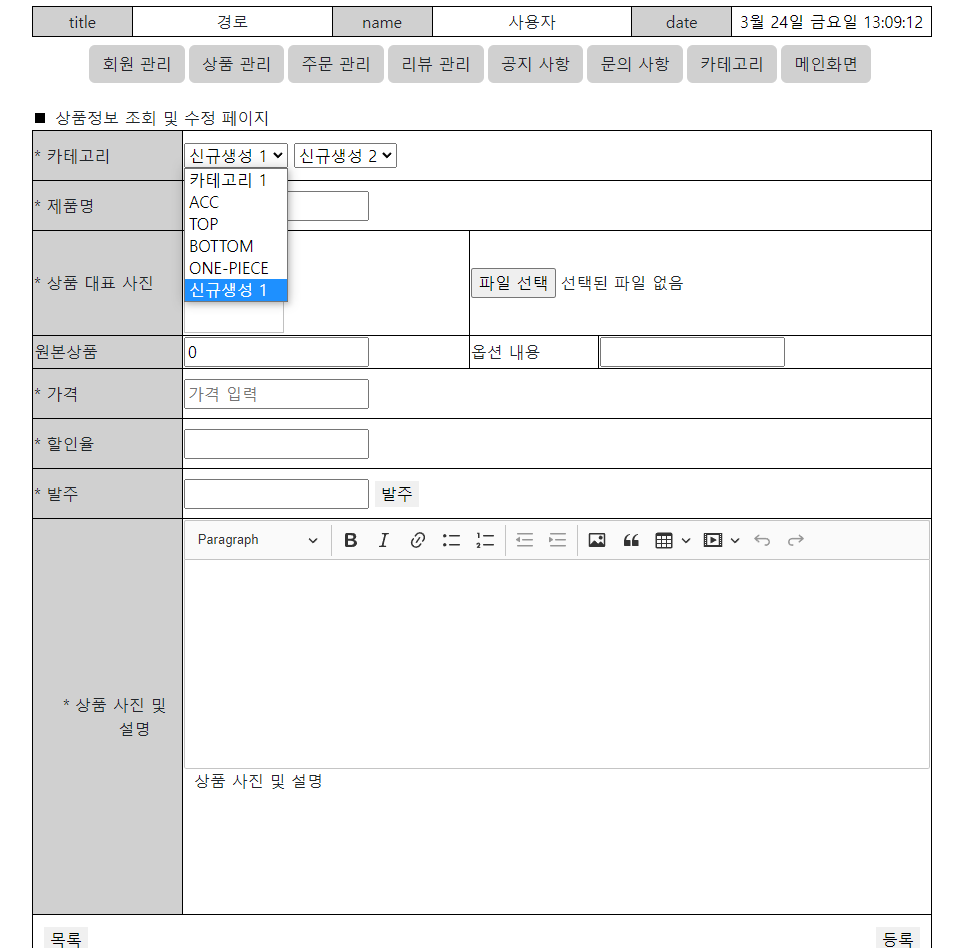 title 경로 name 사용자 date 3월 24일 금요일 13:09:12
회원 관리 상품 관리 주문 관리 리뷰 관리 공지 사항 문의 사항 카테고리 메인화면
■ 상품정보 조회 및 수정 페이지
* 카테고리 신규생성 1 신규생성 2
카테고리 1
ACC
TOP
BOTTOM
ONE-PIECE
신규생성 1
* 제품명
* 상품 대표 사진 파일 선택 선택된 파일 없음
원본상품 0 옵션 내용
* 가격 가격 입력
* 할인율
* 발주 발주
Paragraph
* 상품 사진 및
설명
상품 사진 및 설명
목록 등록